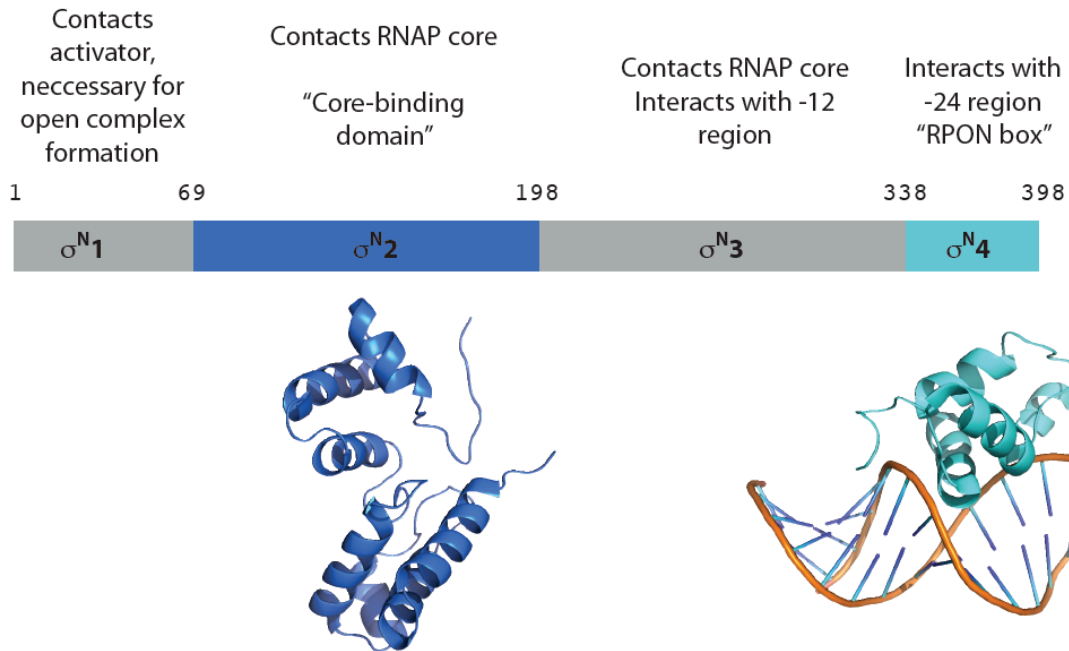 Contacts
activator,
neccessary for
open complex
formation
Contacts RNAP core
“Core-binding
domain”
Contacts RNAP core
Interacts with -12
region
Interacts with
-24 region
“RPON box”
1 69 198 338 398
σᴺ1 σᴺ2 σᴺ3 σᴺ4